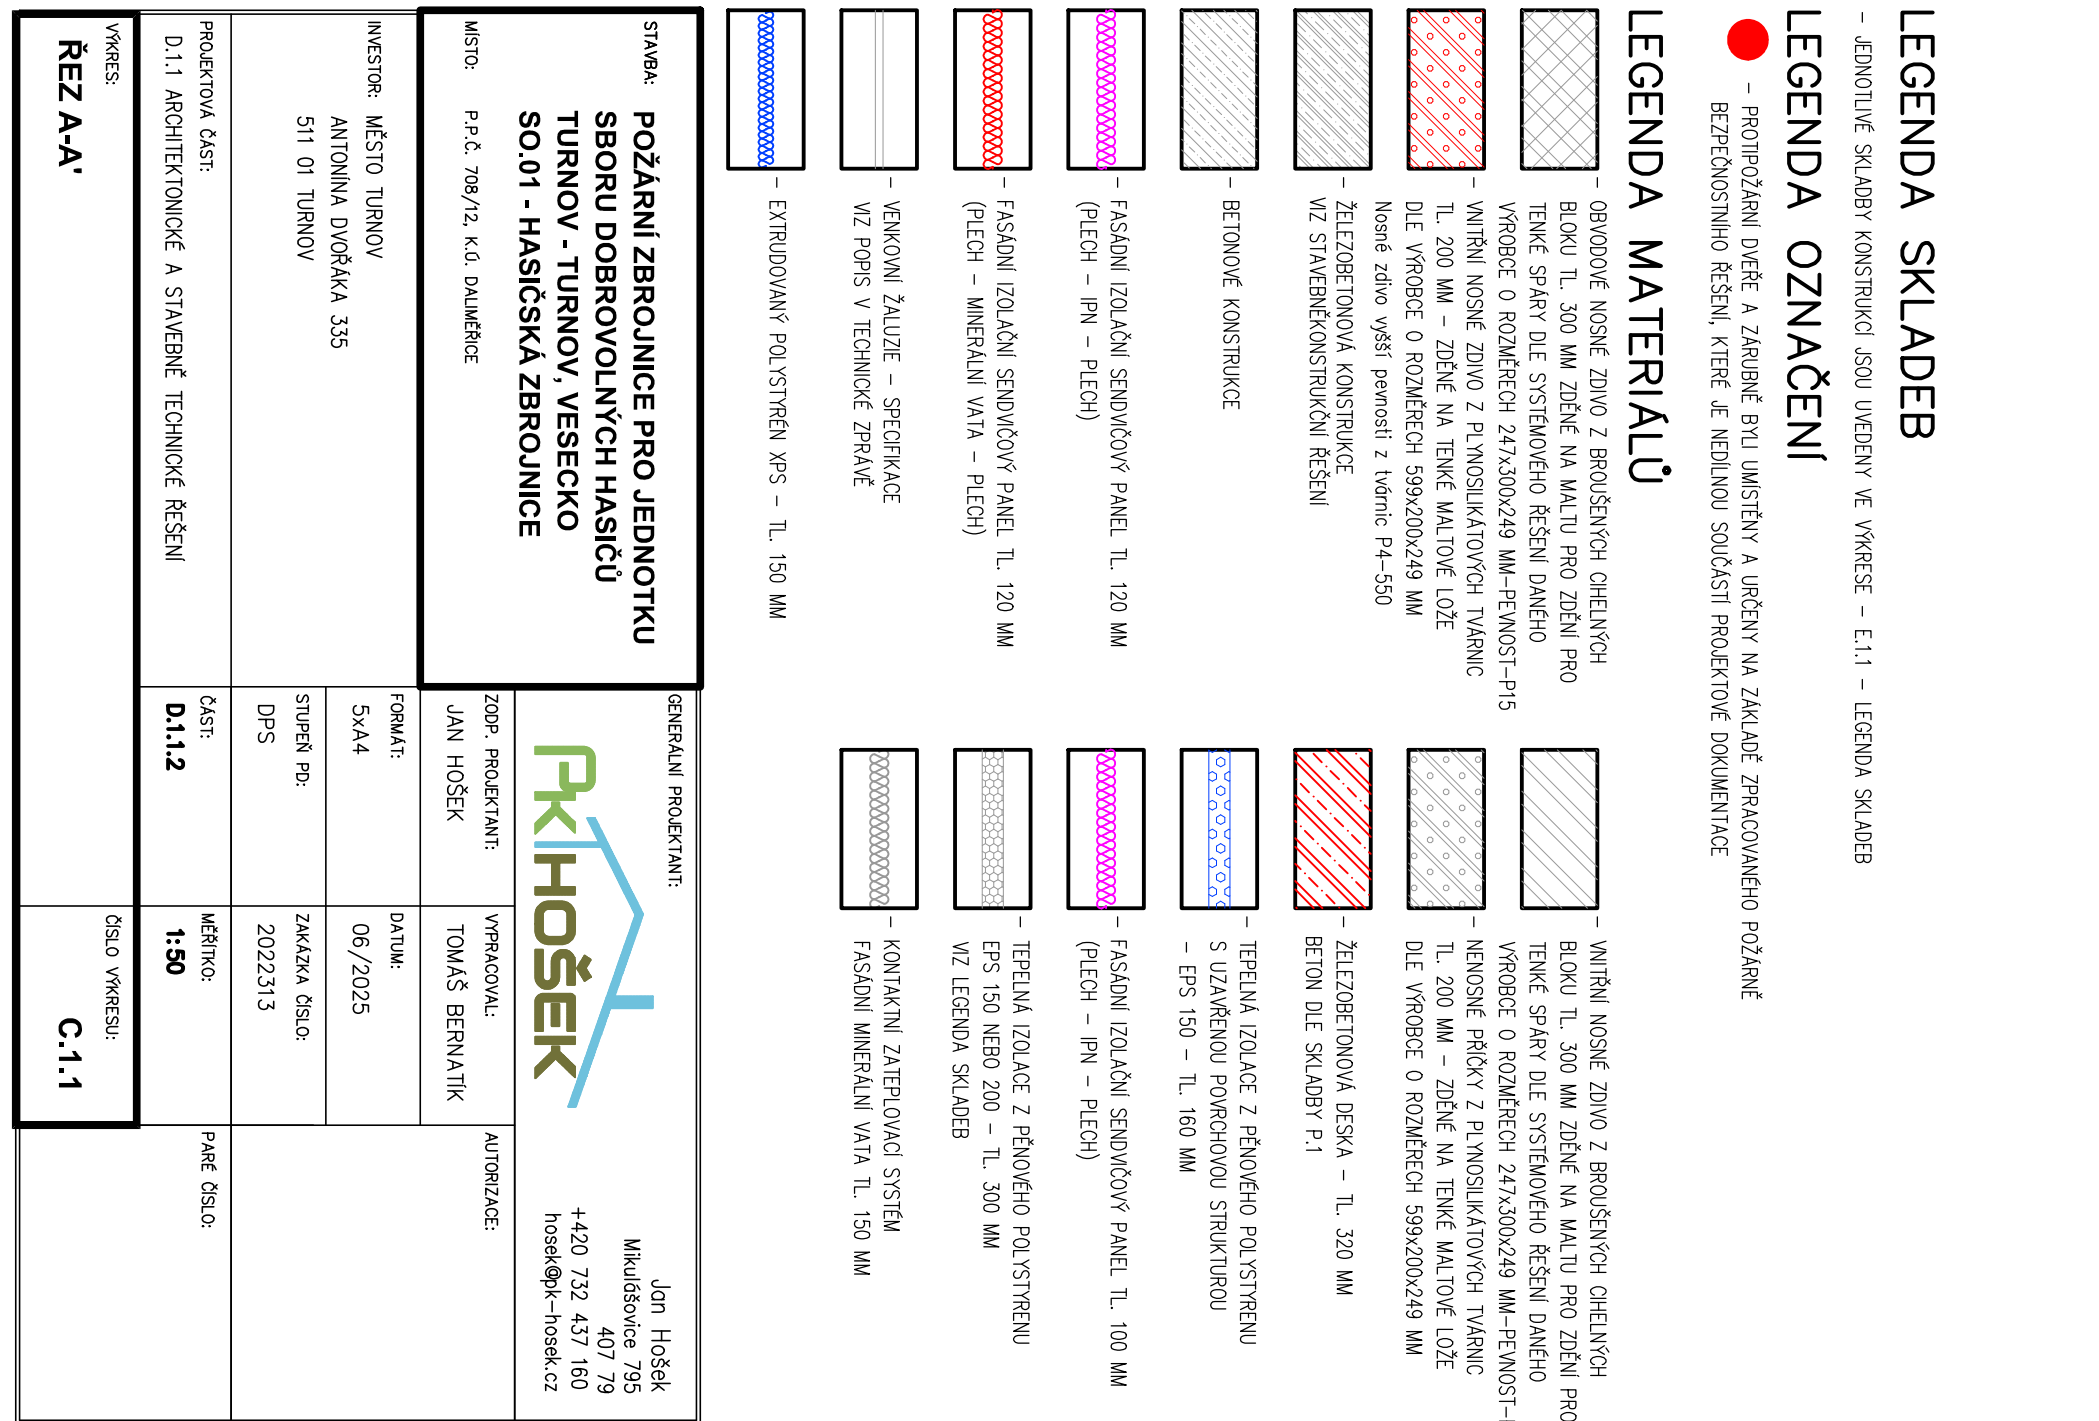 LEGENDA SKLADEB
- JEDNOTLIVÉ SKLADBY KONSTRUKCÍ JSOU UVEDENY VE VÝKRESE - E.1.1 - LEGENDA SKLADEB
LEGENDA OZNAČENÍ
- PROTIPOŽÁRNÍ DVEŘE A ZÁRUBNĚ BYLI UMÍSTĚNY A URČENY NA ZÁKLADĚ ZPRACOVANÉHO POŽÁRNĚ
BEZPEČNOSTNÍHO ŘEŠENÍ, KTERÉ JE NEDÍLNOU SOUČÁSTÍ PROJEKTOVÉ DOKUMENTACE
LEGENDA MATERIÁLŮ
- OBVODOVÉ NOSNÉ ZDIVO Z BROUŠENÝCH CIHELNÝCH
BLOKU TL. 300 MM ZDĚNÉ NA MALTU PRO ZDĚNÍ PRO
TENKÉ SPÁRY DLE SYSTÉMOVÉHO ŘEŠENÍ DANÉHO
VÝROBCE O ROZMĚRECH 247x300x249 MM-PEVNOST-P15
- VNITŘNÍ NOSNÉ ZDIVO Z PLYNOSILIKÁTOVÝCH TVÁRNIC
TL. 200 MM - ZDĚNÉ NA TENKÉ MALTOVÉ LOŽE
DLE VÝROBCE O ROZMĚRECH 599x200x249 MM
Nosné zdivo vyšší pevnosti z tvárnic P4-550
- ŽELEZOBETONOVÁ KONSTRUKCE
VIZ STAVEBNĚKONSTRUKČNÍ ŘEŠENÍ
- BETONOVÉ KONSTRUKCE
- FASÁDNÍ IZOLAČNÍ SENDVIČOVÝ PANEL TL. 120 MM
(PLECH - IPN - PLECH)
- FASÁDNÍ IZOLAČNÍ SENDVIČOVÝ PANEL TL. 120 MM
(PLECH - MINERÁLNÍ VATA - PLECH)
- VENKOVNÍ ŽALUZIE - SPECIFIKACE
VIZ POPIS V TECHNICKÉ ZPRÁVĚ
- EXTRUDOVANÝ POLYSTYRÉN XPS - TL. 150 MM
- VNITŘNÍ NOSNÉ ZDIVO Z BROUŠENÝCH CIHELNÝCH
BLOKU TL. 300 MM ZDĚNÉ NA MALTU PRO ZDĚNÍ PRO
TENKÉ SPÁRY DLE SYSTÉMOVÉHO ŘEŠENÍ DANÉHO
VÝROBCE O ROZMĚRECH 247x300x249 MM-PEVNOST-
- NENOSNÉ PŘÍČKY Z PLYNOSILIKÁTOVÝCH TVÁRNIC
TL. 200 MM - ZDĚNÉ NA TENKÉ MALTOVÉ LOŽE
DLE VÝROBCE O ROZMĚRECH 599x200x249 MM
- ŽELEZOBETONOVÁ DESKA - TL. 320 MM
BETON DLE SKLADBY P.1
- TEPELNÁ IZOLACE Z PĚNOVÉHO POLYSTYRENU
S UZAVŘENOU POVRCHOVOU STRUKTUROU
- EPS 150 - TL. 160 MM
- FASÁDNÍ IZOLAČNÍ SENDVIČOVÝ PANEL TL. 100 MM
(PLECH - IPN - PLECH)
- TEPELNÁ IZOLACE Z PĚNOVÉHO POLYSTYRENU
EPS 150 NEBO 200 - TL. 300 MM
VIZ LEGENDA SKLADEB
- KONTAKTNÍ ZATEPLOVACÍ SYSTÉM
FASÁDNÍ MINERÁLNÍ VATA TL. 150 MM
STAVBA: POŽÁRNÍ ZBROJNICE PRO JEDNOTKU
SBORU DOBROVOLNÝCH HASIČŮ
TURNOV - TURNOV, VESECKO
SO.01 - HASIČSKÁ ZBROJNICE
MÍSTO: P.P.Č. 708/12, K.Ú. DALIMĚŘICE
GENERÁLNÍ PROJEKTANT:
PK HOŠEK
Jan Hošek
Mikulášovice 795
407 79
+420 732 437 160
hosek@pk-hosek.cz
INVESTOR: MĚSTO TURNOV
ANTONÍNA DVOŘÁKA 335
511 01 TURNOV
ZODP. PROJEKTANT:
JAN HOŠEK
VYPRACOVAL:
TOMÁŠ BERNATÍK
AUTORIZACE:
FORMÁT:
5xA4
DATUM:
06/2025
STUPEŇ PD:
DPS
ZAKÁZKA ČÍSLO:
2022313
PROJEKTOVÁ ČÁST:
D.1.1 ARCHITEKTONICKÉ A STAVEBNĚ TECHNICKÉ ŘEŠENÍ
ČÁST:
D.1.1.2
MĚŘÍTKO:
1:50
PARÉ ČÍSLO:
VÝKRES:
ŘEZ A-A'
ČÍSLO VÝKRESU:
C.1.1